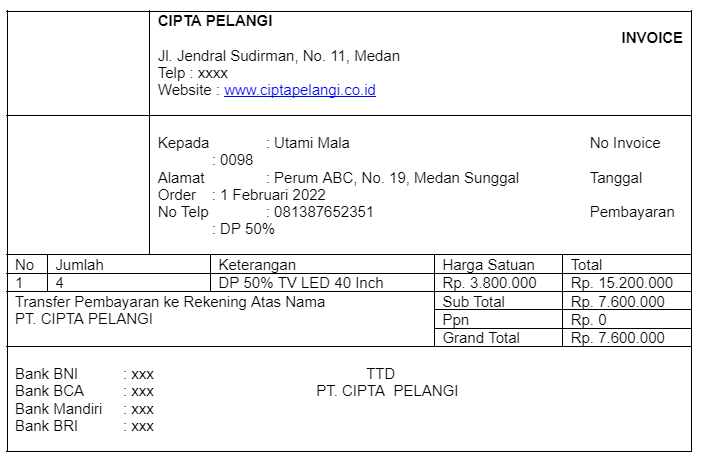 CIPTA PELANGI
INVOICE
Jl. Jendral Sudirman, No. 11, Medan
Telp : xxxx
Website : www.ciptapelangi.co.id
Kepada : Utami Mala No Invoice
: 0098
Alamat : Perum ABC, No. 19, Medan Sunggal Tanggal
Order : 1 Februari 2022
No Telp : 081387652351 Pembayaran
: DP 50%
No Jumlah Keterangan Harga Satuan Total
1 4 DP 50% TV LED 40 Inch Rp. 3.800.000 Rp. 15.200.000
Transfer Pembayaran ke Rekening Atas Nama Sub Total Rp. 7.600.000
PT. CIPTA PELANGI Ppn Rp. 0
Grand Total Rp. 7.600.000
Bank BNI : xxx TTD
Bank BCA : xxx PT. CIPTA PELANGI
Bank Mandiri : xxx
Bank BRI : xxx